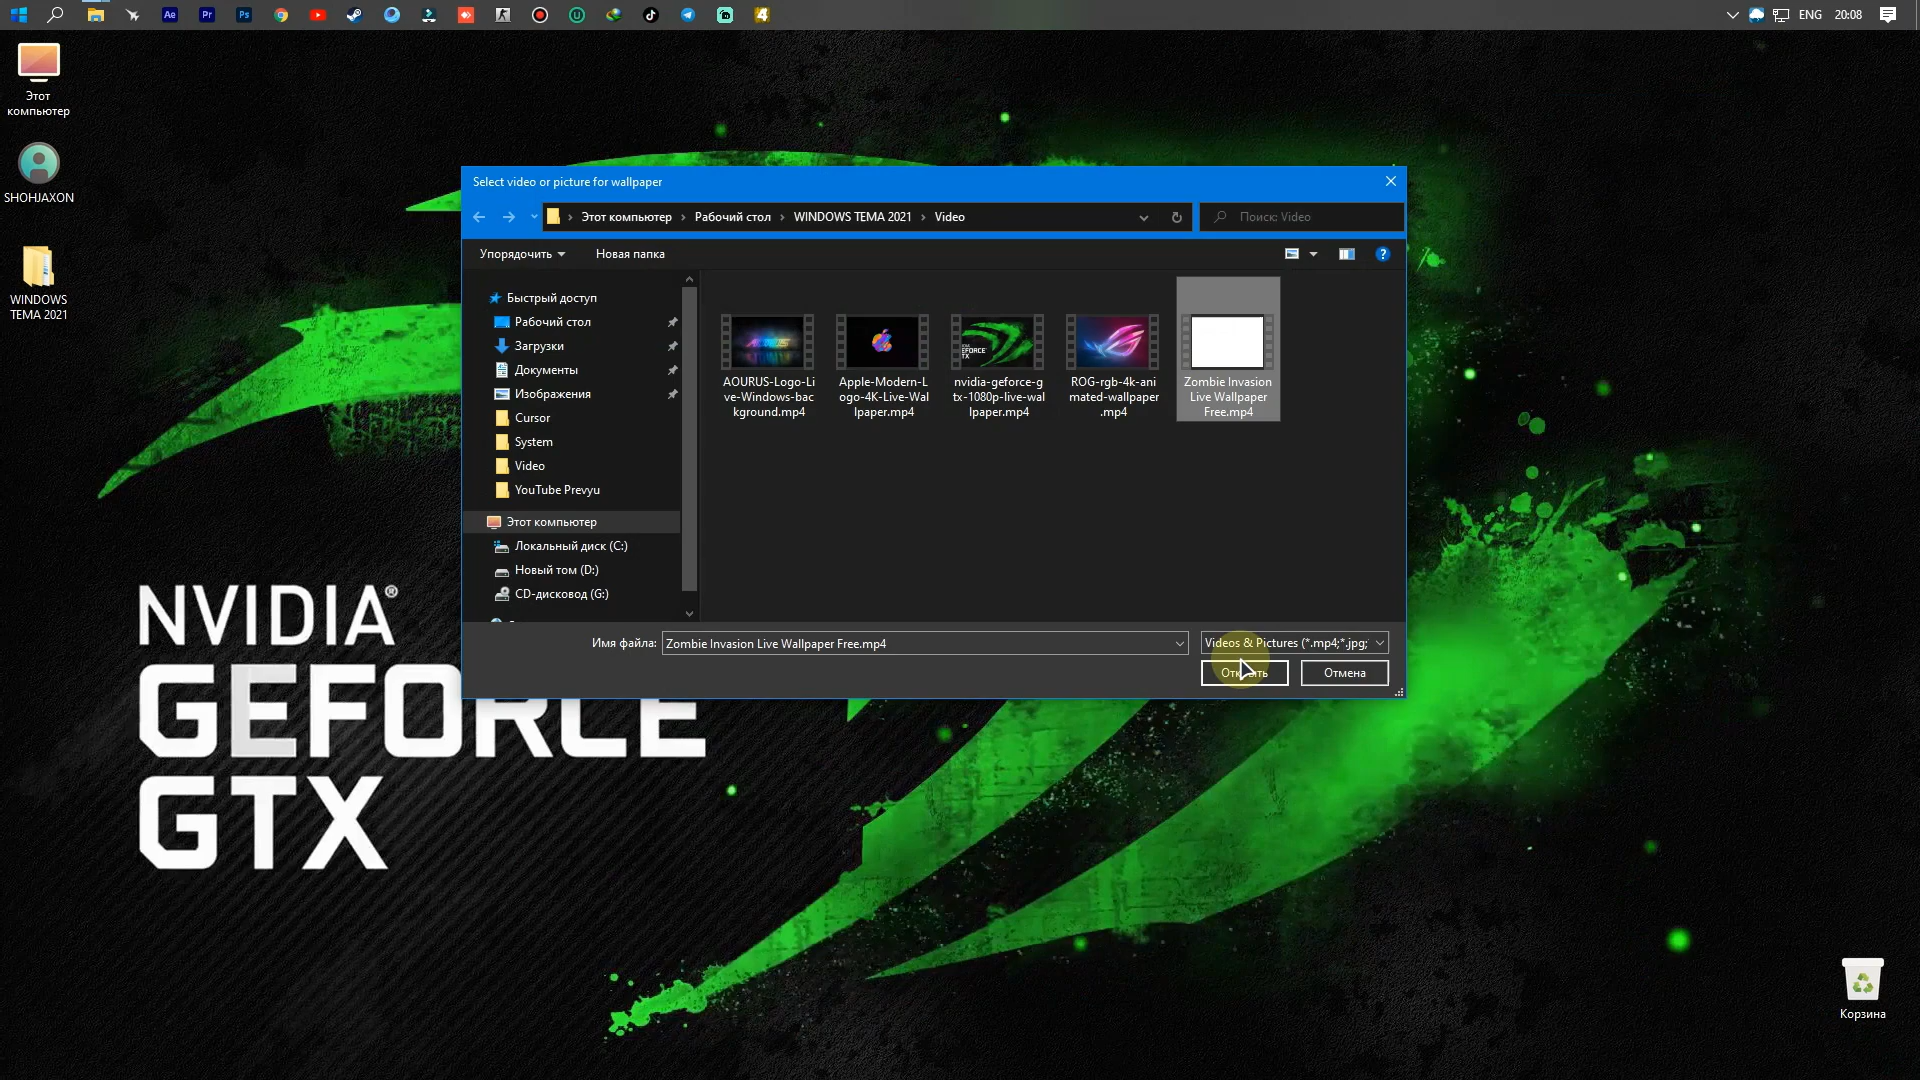 Ae
Pr
Ps
ENG
20:08
Этот
компьютер
SHOHJAXON
WINDOWS
TEMA 2021
Select video or picture for wallpaper
Этот компьютер
Рабочий стол
WINDOWS TEMA 2021
Video
Поиск: Video
Упорядочить
Новая папка
Быстрый доступ
Рабочий стол
Загрузки
Документы
Изображения
Cursor
System
Video
YouTube Prevyu
Этот компьютер
Локальный диск (C:)
Новый том (D:)
CD-дисковод (G:)
AOURUS-Logo-Li
ve-Windows-bac
kground.mp4
Apple-Modern-L
ogo-4K-Live-Wal
lpaper.mp4
nvidia-geforce-g
tx-1080p-live-wal
lpaper.mp4
ROG-rgb-4k-ani
mated-wallpaper
.mp4
Zombie Invasion
Live Wallpaper
Free.mp4
Имя файла:
Zombie Invasion Live Wallpaper Free.mp4
Videos & Pictures (*.mp4;*.jpg;
Отмена
NVIDIA®
GEFORCE
GTX
Корзина